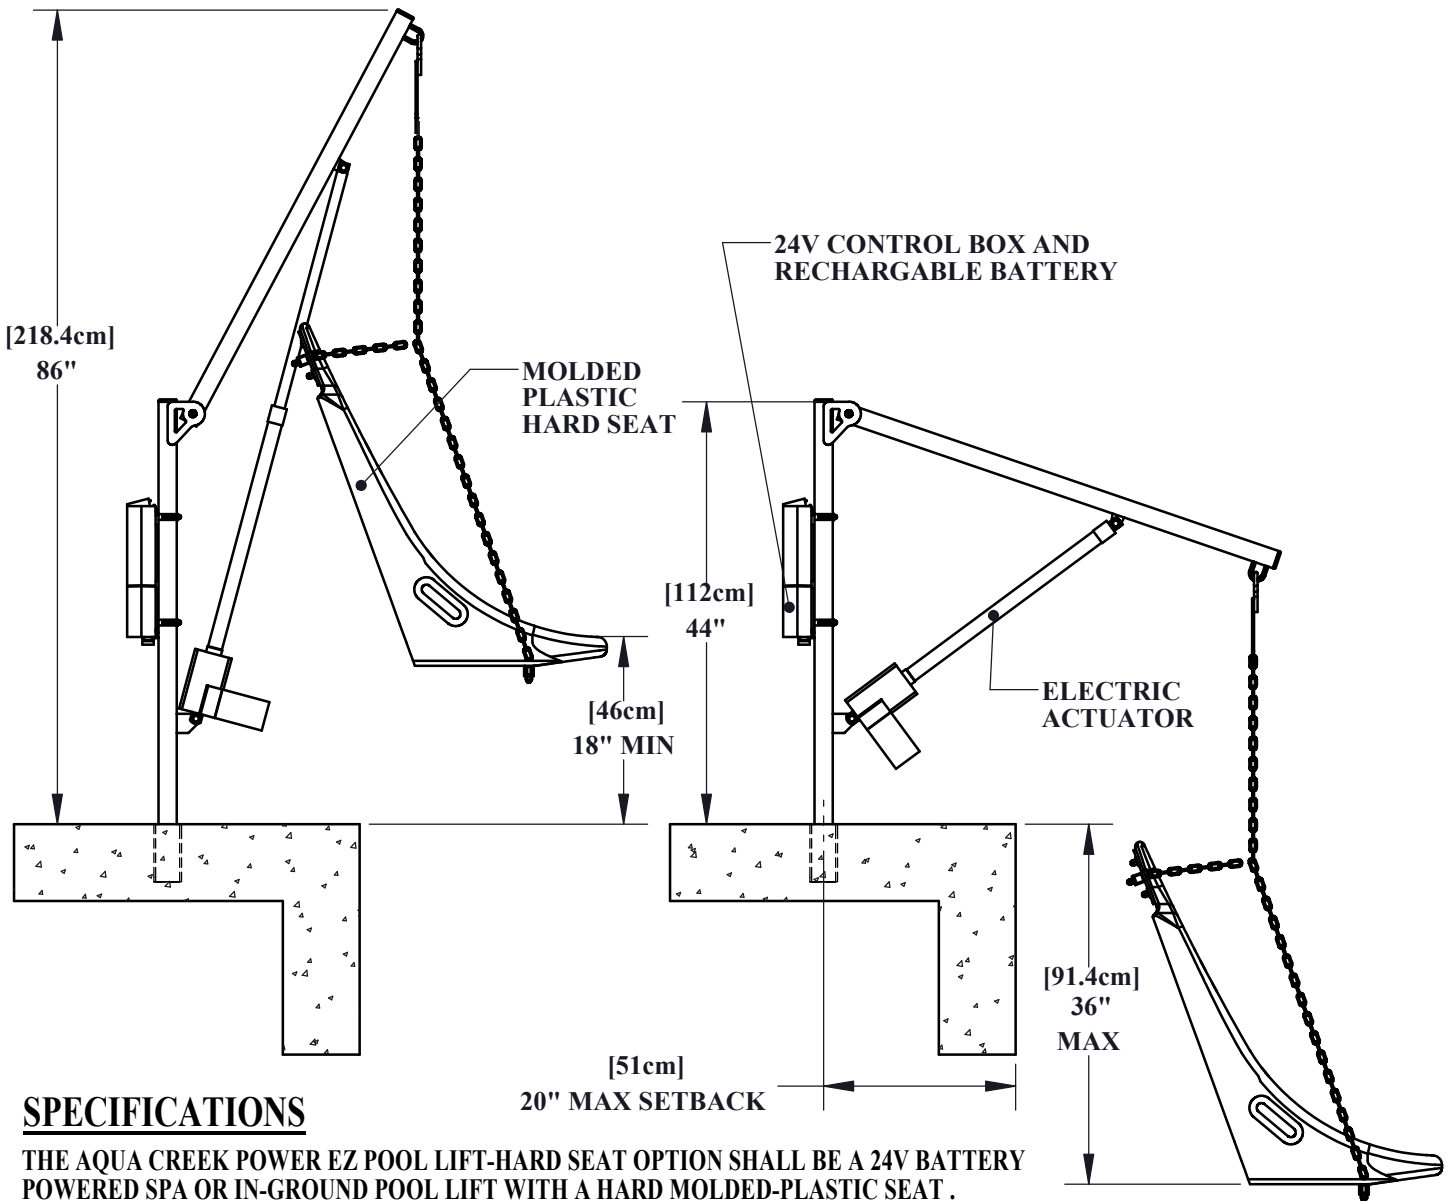 [218.4cm]
86"
24V CONTROL BOX AND
RECHARGABLE BATTERY
MOLDED
PLASTIC
HARD SEAT
[112cm]
44"
[46cm]
18" MIN
ELECTRIC
ACTUATOR
[91.4cm]
36"
MAX
[51cm]
20" MAX SETBACK
SPECIFICATIONS
THE AQUA CREEK POWER EZ POOL LIFT-HARD SEAT OPTION SHALL BE A 24V BATTERY
POWERED SPA OR IN-GROUND POOL LIFT WITH A HARD MOLDED-PLASTIC SEAT .